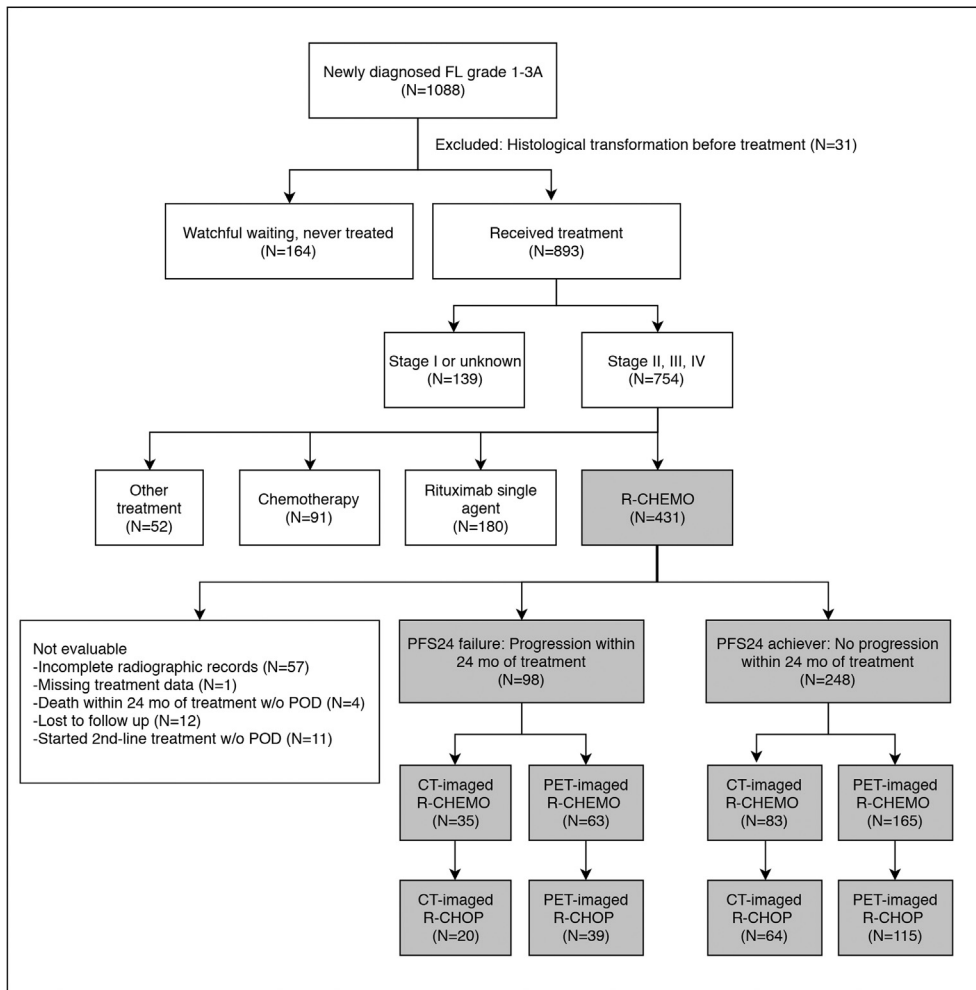 Newly diagnosed FL grade 1-3A
(N=1088)
Excluded: Histological transformation before treatment (N=31)
Watchful waiting, never treated
(N=164)
Received treatment
(N=893)
Stage I or unknown
(N=139)
Stage II, III, IV
(N=754)
Other
treatment
(N=52)
Chemotherapy
(N=91)
Rituximab single
agent
(N=180)
R-CHEMO
(N=431)
Not evaluable
-Incomplete radiographic records (N=57)
-Missing treatment data (N=1)
-Death within 24 mo of treatment w/o POD (N=4)
-Lost to follow up (N=12)
-Started 2nd-line treatment w/o POD (N=11)
PFS24 failure: Progression within
24 mo of treatment
(N=98)
PFS24 achiever: No progression
within 24 mo of treatment
(N=248)
CT-imaged
R-CHEMO
(N=35)
PET-imaged
R-CHEMO
(N=63)
CT-imaged
R-CHEMO
(N=83)
PET-imaged
R-CHEMO
(N=165)
CT-imaged
R-CHOP
(N=20)
PET-imaged
R-CHOP
(N=39)
CT-imaged
R-CHOP
(N=64)
PET-imaged
R-CHOP
(N=115)